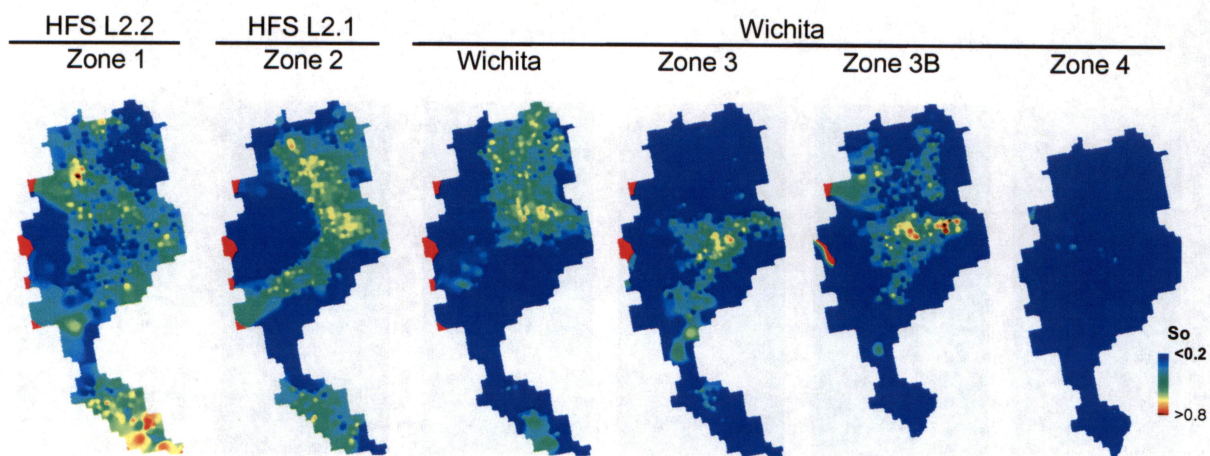 HFS L2.2 HFS L2.1 Wichita
Zone 1 Zone 2 Wichita Zone 3 Zone 3B Zone 4
So
<0.2
>0.8